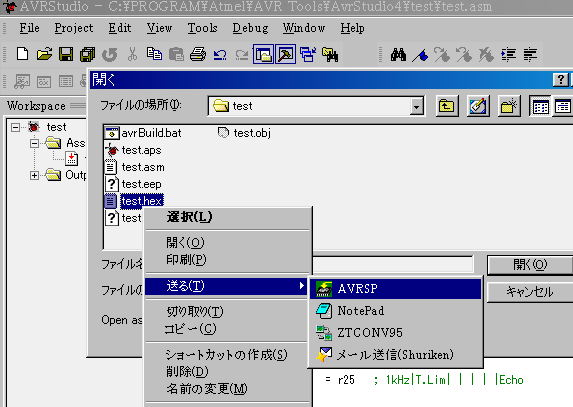 AVRStudio - C:¥PROGRAM¥Atmel¥AVR Tools¥AvrStudio4¥test¥test.asm
File Project Edit View Tools Debug Window Help
開く
Workspace
ファイルの場所(I):
test
test
avrBuild.bat
test.obj
test.aps
test.asm
test.eep
test.hex
test
選択(L)
開く(O)
印刷(P)
ファイル名
開く(O)
送る(T)
AVRSP
ファイルの
キャンセル
切り取り(T)
NotePad
Open as
コピー(C)
ZTCONV95
ショートカットの作成(S)
メール送信(Shuriken)
削除(D)
= r25 ; 1kHz|T.Lim| | | | |Echo
名前の変更(M)